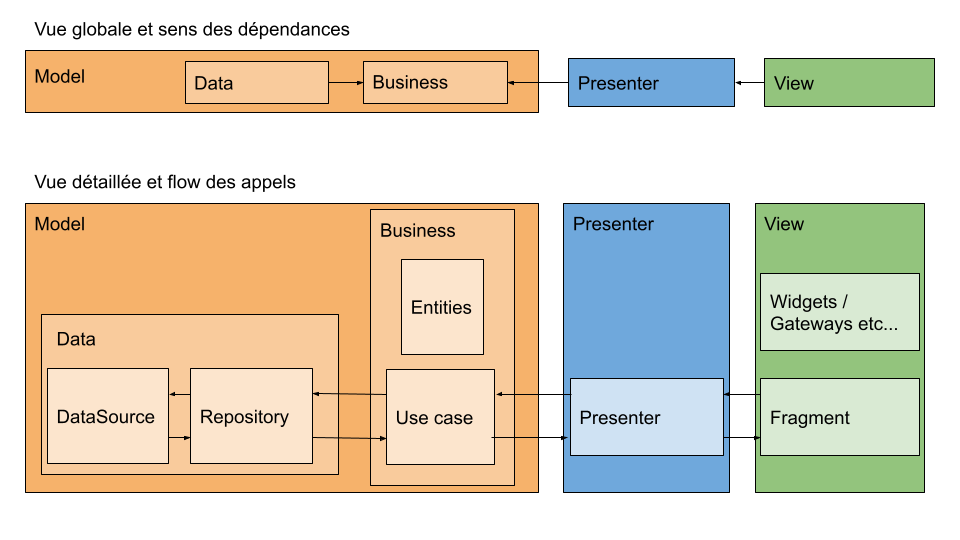 Vue globale et sens des dépendances
Model
Data
Business
Presenter
View
Vue détaillée et flow des appels
Model
Business
Presenter
View
Entities
Widgets /
Gateways etc...
Data
DataSource
Repository
Use case
Presenter
Fragment